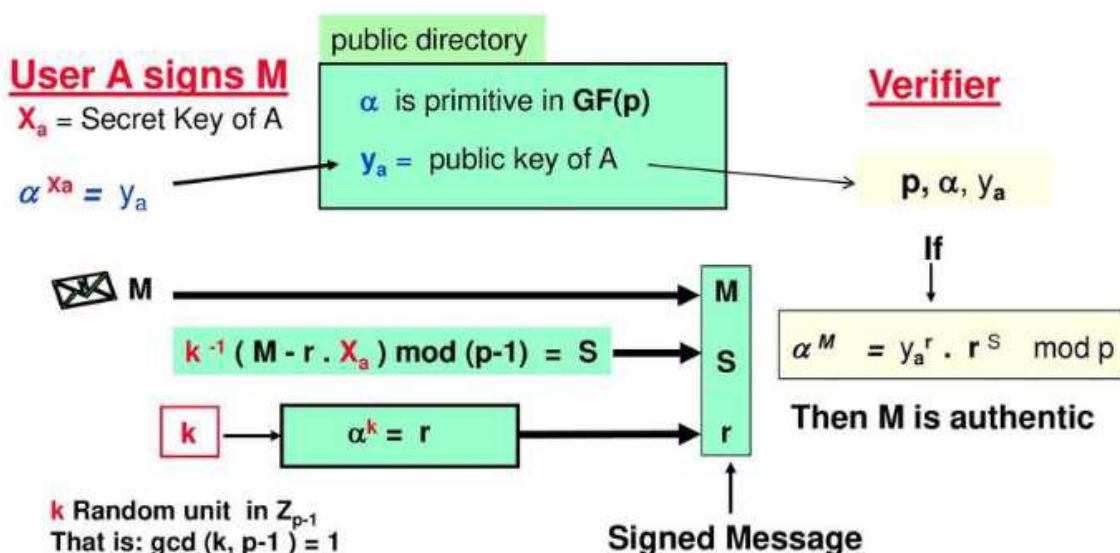 public directory
User A signs M
Xₐ = Secret Key of A
α^Xa = yₐ
α is primitive in GF(p)
yₐ = public key of A
Verifier
p, α, yₐ
If
M
k⁻¹ ( M - r . Xₐ ) mod (p-1) = S
k
αᵏ = r
M
S
r
α^M = yₐ^r . r^S mod p
Then M is authentic
k Random unit in Z_{p-1}
That is: gcd (k, p-1 ) = 1
Signed Message